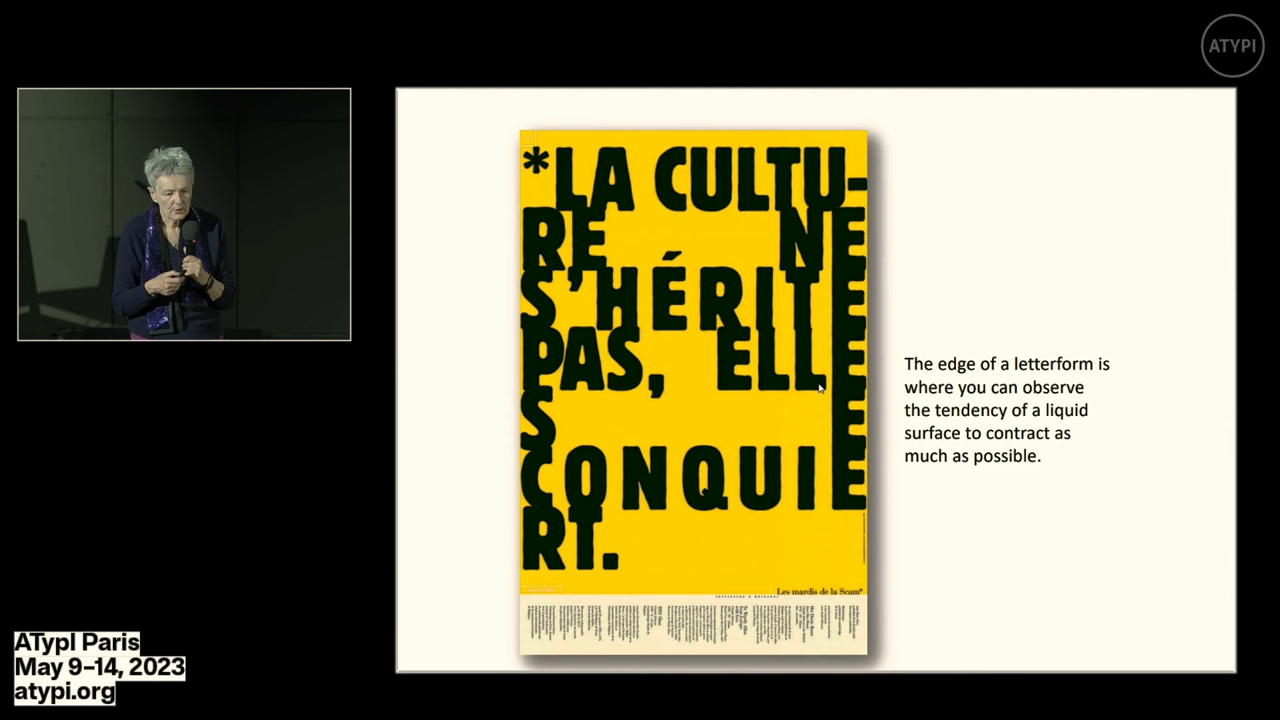 ATYPI
*LA CULTU-
RE NE
S'HÉRITE
PAS, ELLE
S
CONQUIE
RT.
Les mardis de la Scam*
The edge of a letterform is
where you can observe
the tendency of a liquid
surface to contract as
much as possible.
ATypI Paris
May 9–14, 2023
atypi.org